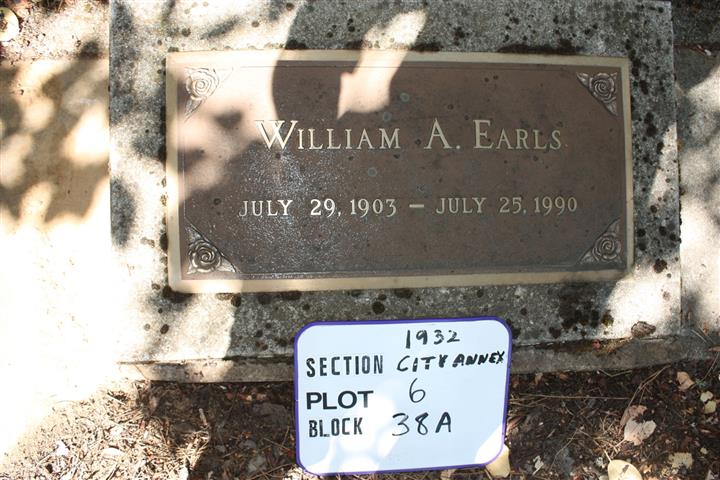 WILLIAM A. EARLS
JULY 29, 1903 – JULY 25, 1990
1932
SECTION CITY ANNEX
PLOT 6
BLOCK 38A